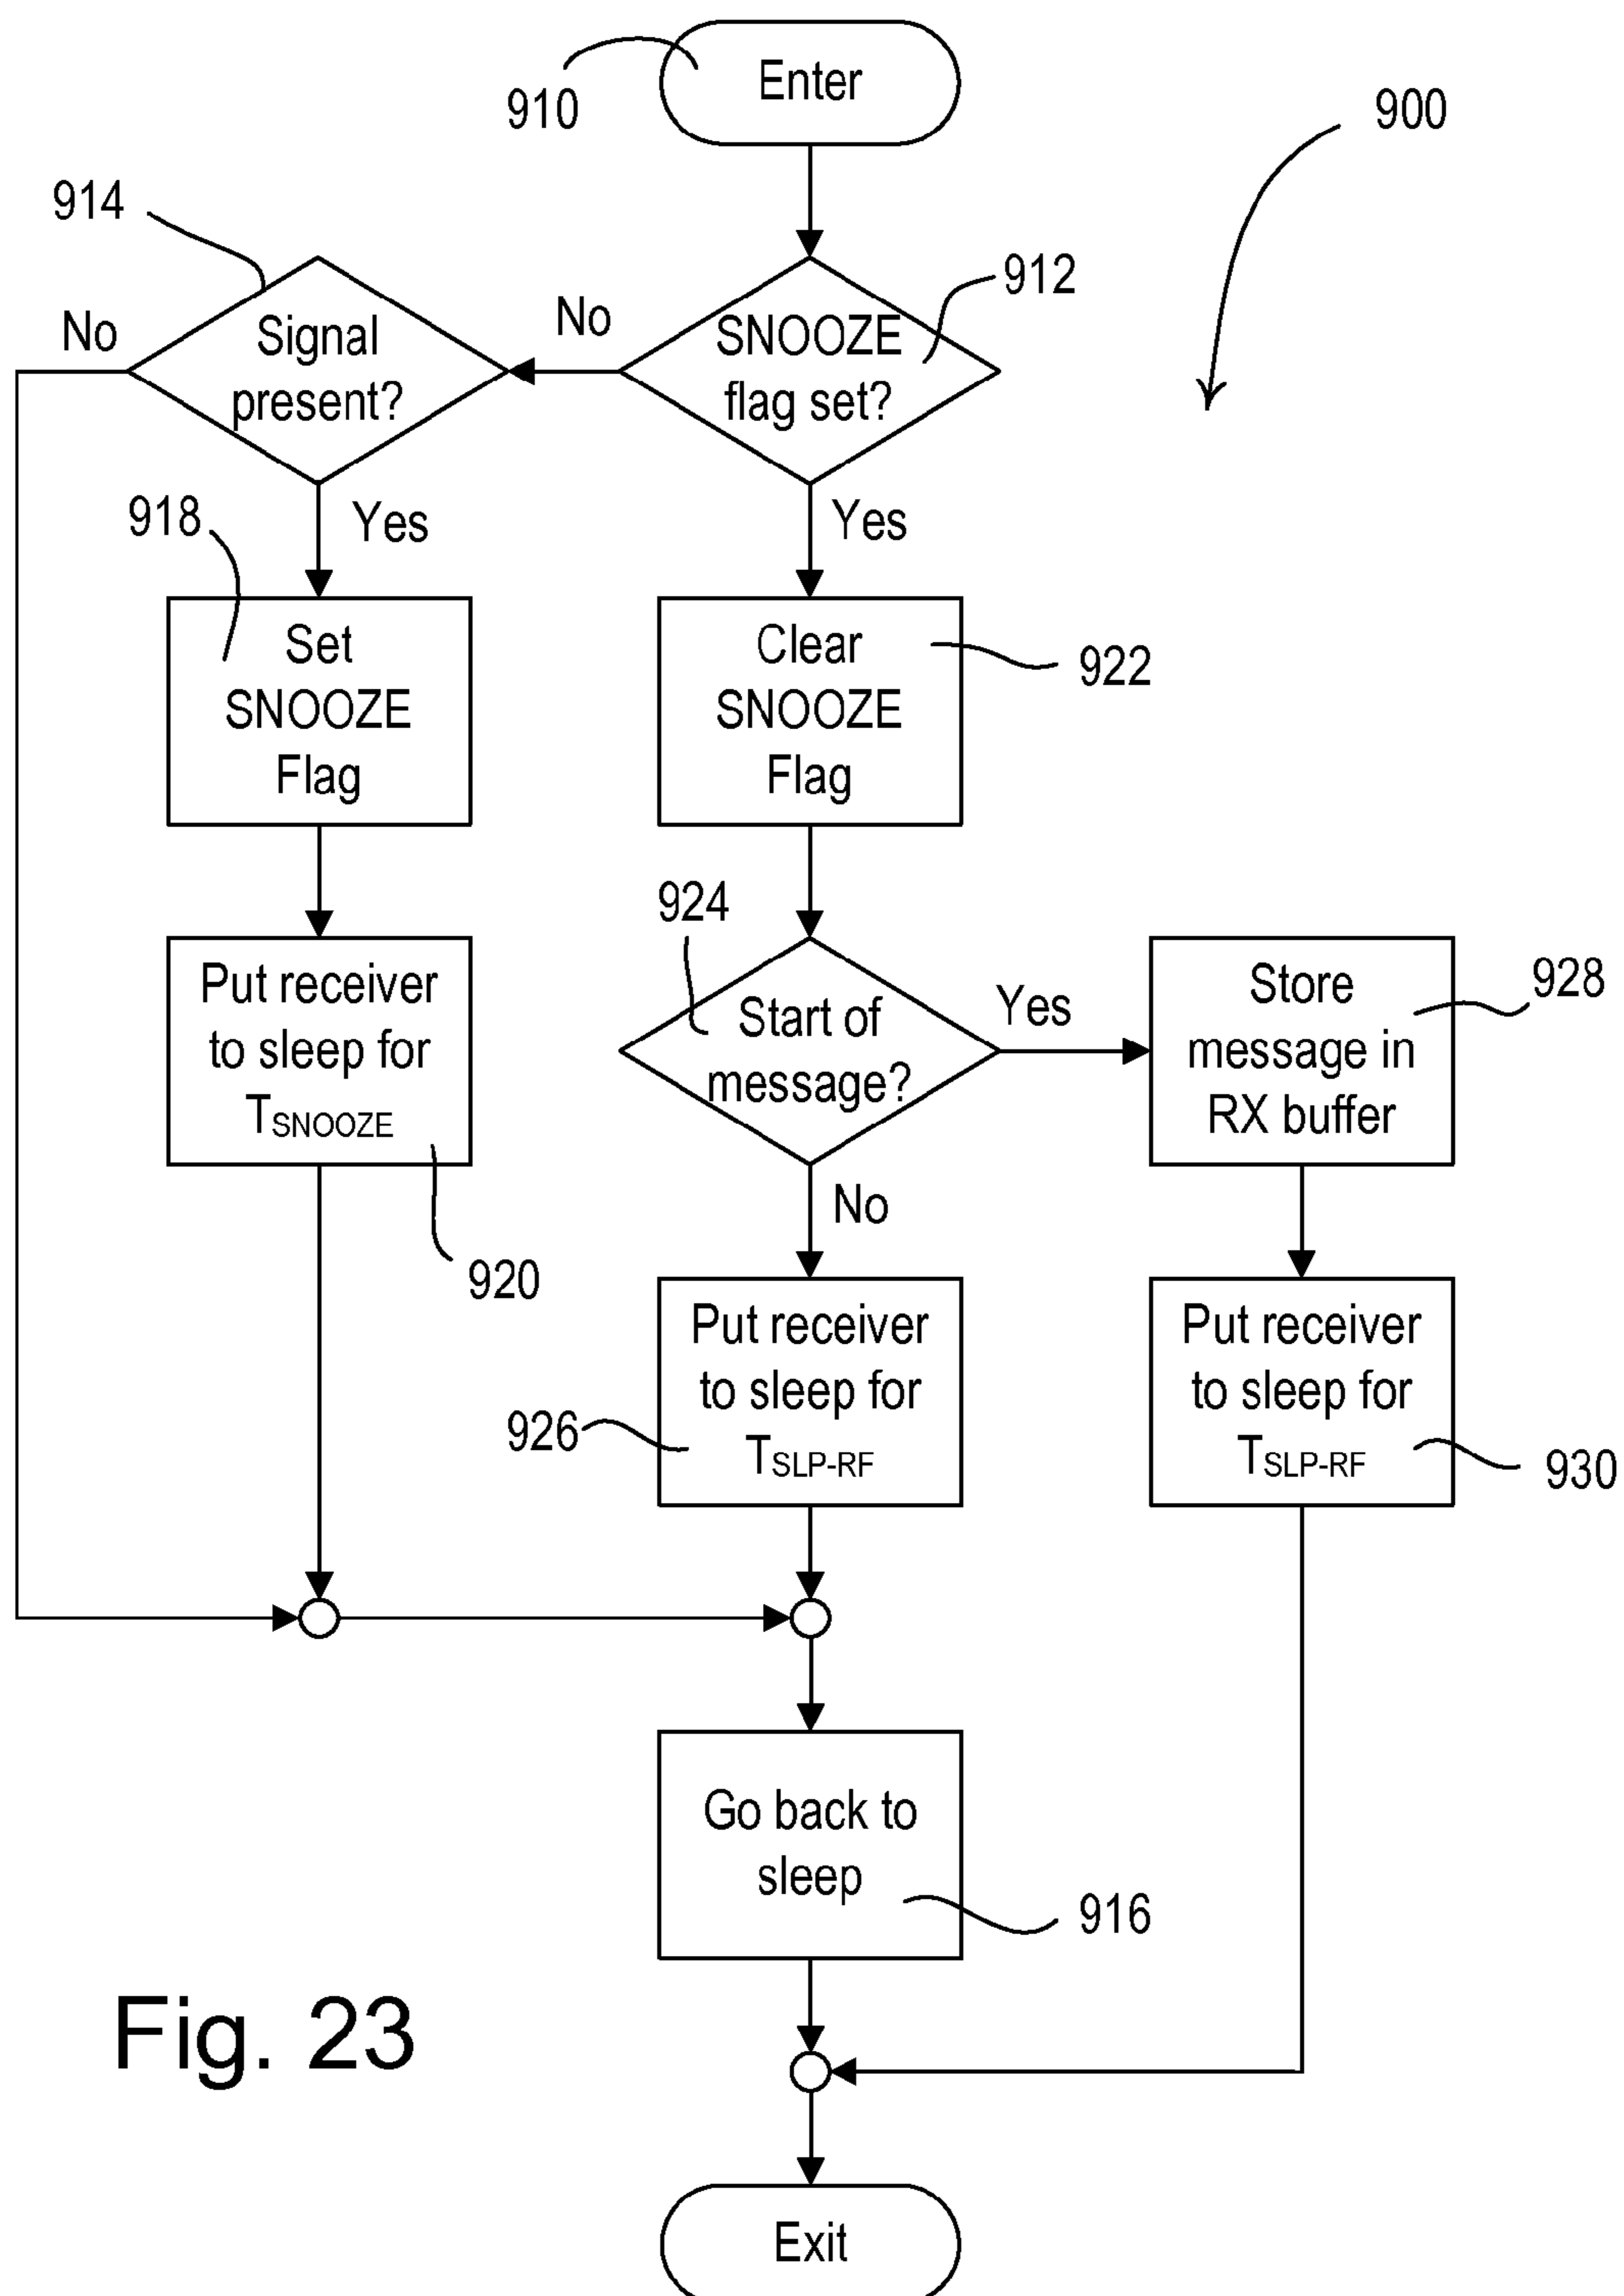 Enter
910
900
914
912
No
Signal
present?
No
SNOOZE
flag set?
918
Yes
Yes
Set
SNOOZE
Flag
Clear
SNOOZE
Flag
922
924
Put receiver
to sleep for
TSNOOZE
Start of
message?
Yes
Store
message in
RX buffer
928
No
920
Put receiver
to sleep for
TSLP-RF
926
Put receiver
to sleep for
TSLP-RF
930
Go back to
sleep
916
Fig. 23
Exit